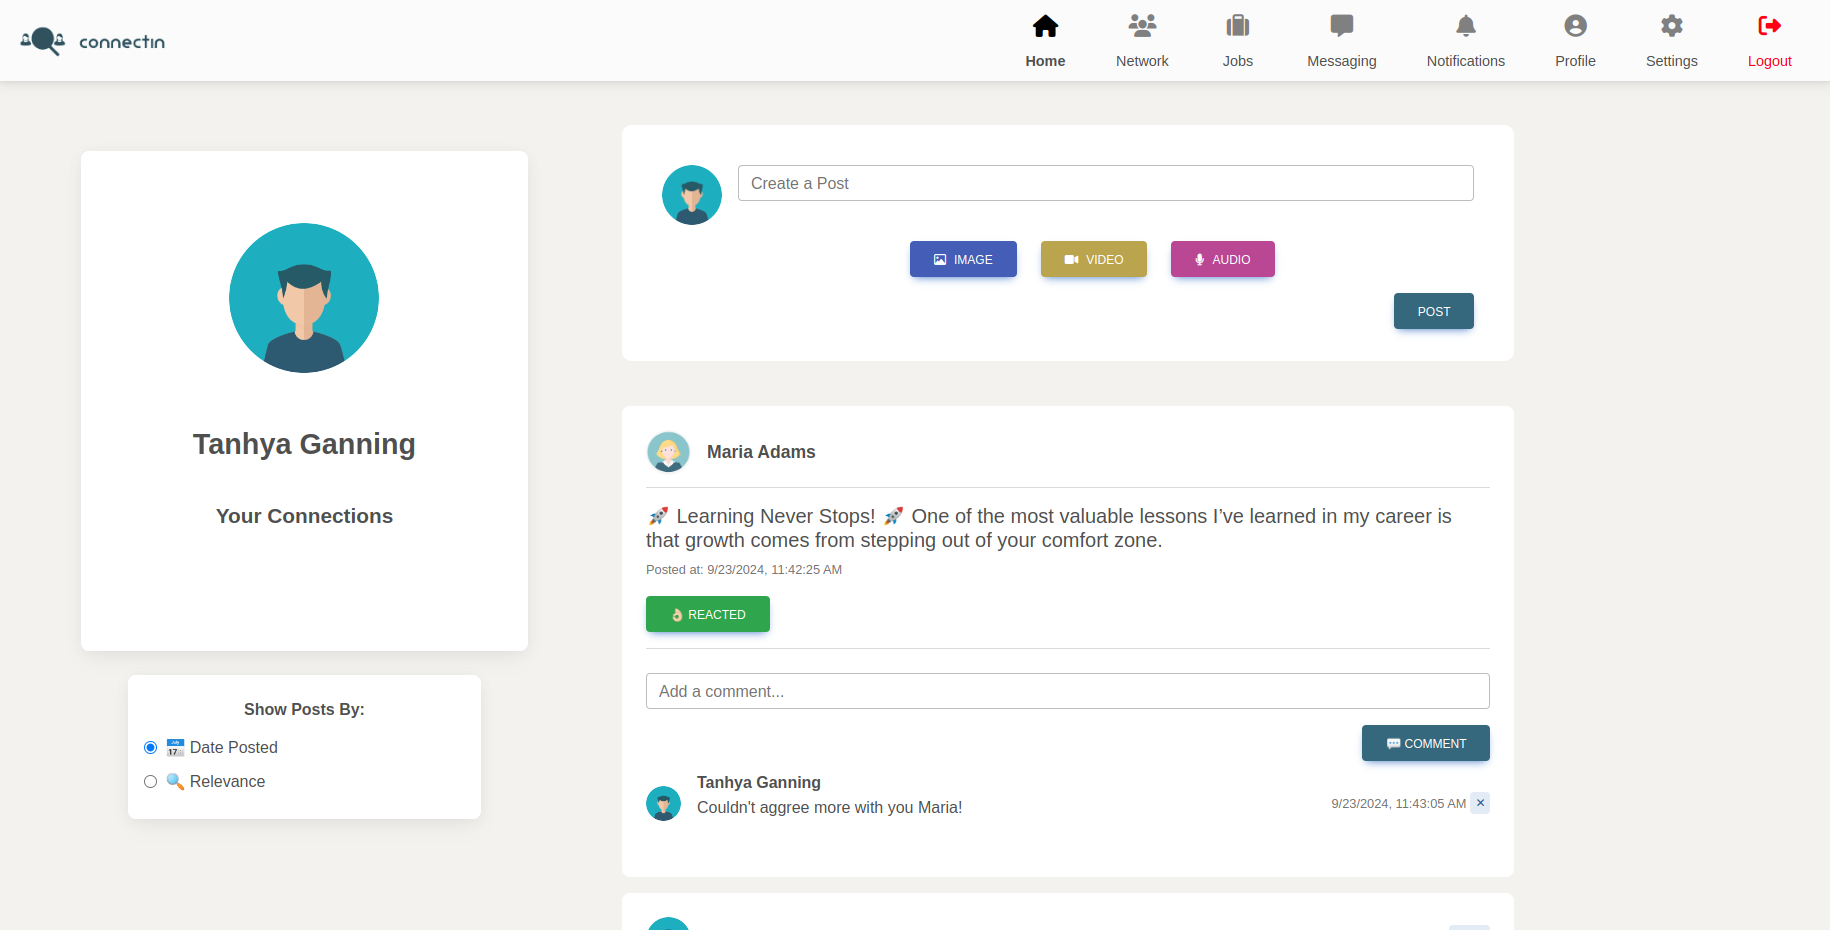 connectin
Home
Network
Jobs
Messaging
Notifications
Profile
Settings
Logout
Tanhya Ganning
Your Connections
Show Posts By:
Date Posted
Relevance
Create a Post
IMAGE
VIDEO
AUDIO
POST
Maria Adams
🚀 Learning Never Stops! 🚀 One of the most valuable lessons I’ve learned in my career is
that growth comes from stepping out of your comfort zone.
Posted at: 9/23/2024, 11:42:25 AM
👌🏼 REACTED
Add a comment...
💬 COMMENT
Tanhya Ganning
Couldn't aggree more with you Maria!
9/23/2024, 11:43:05 AM ✕